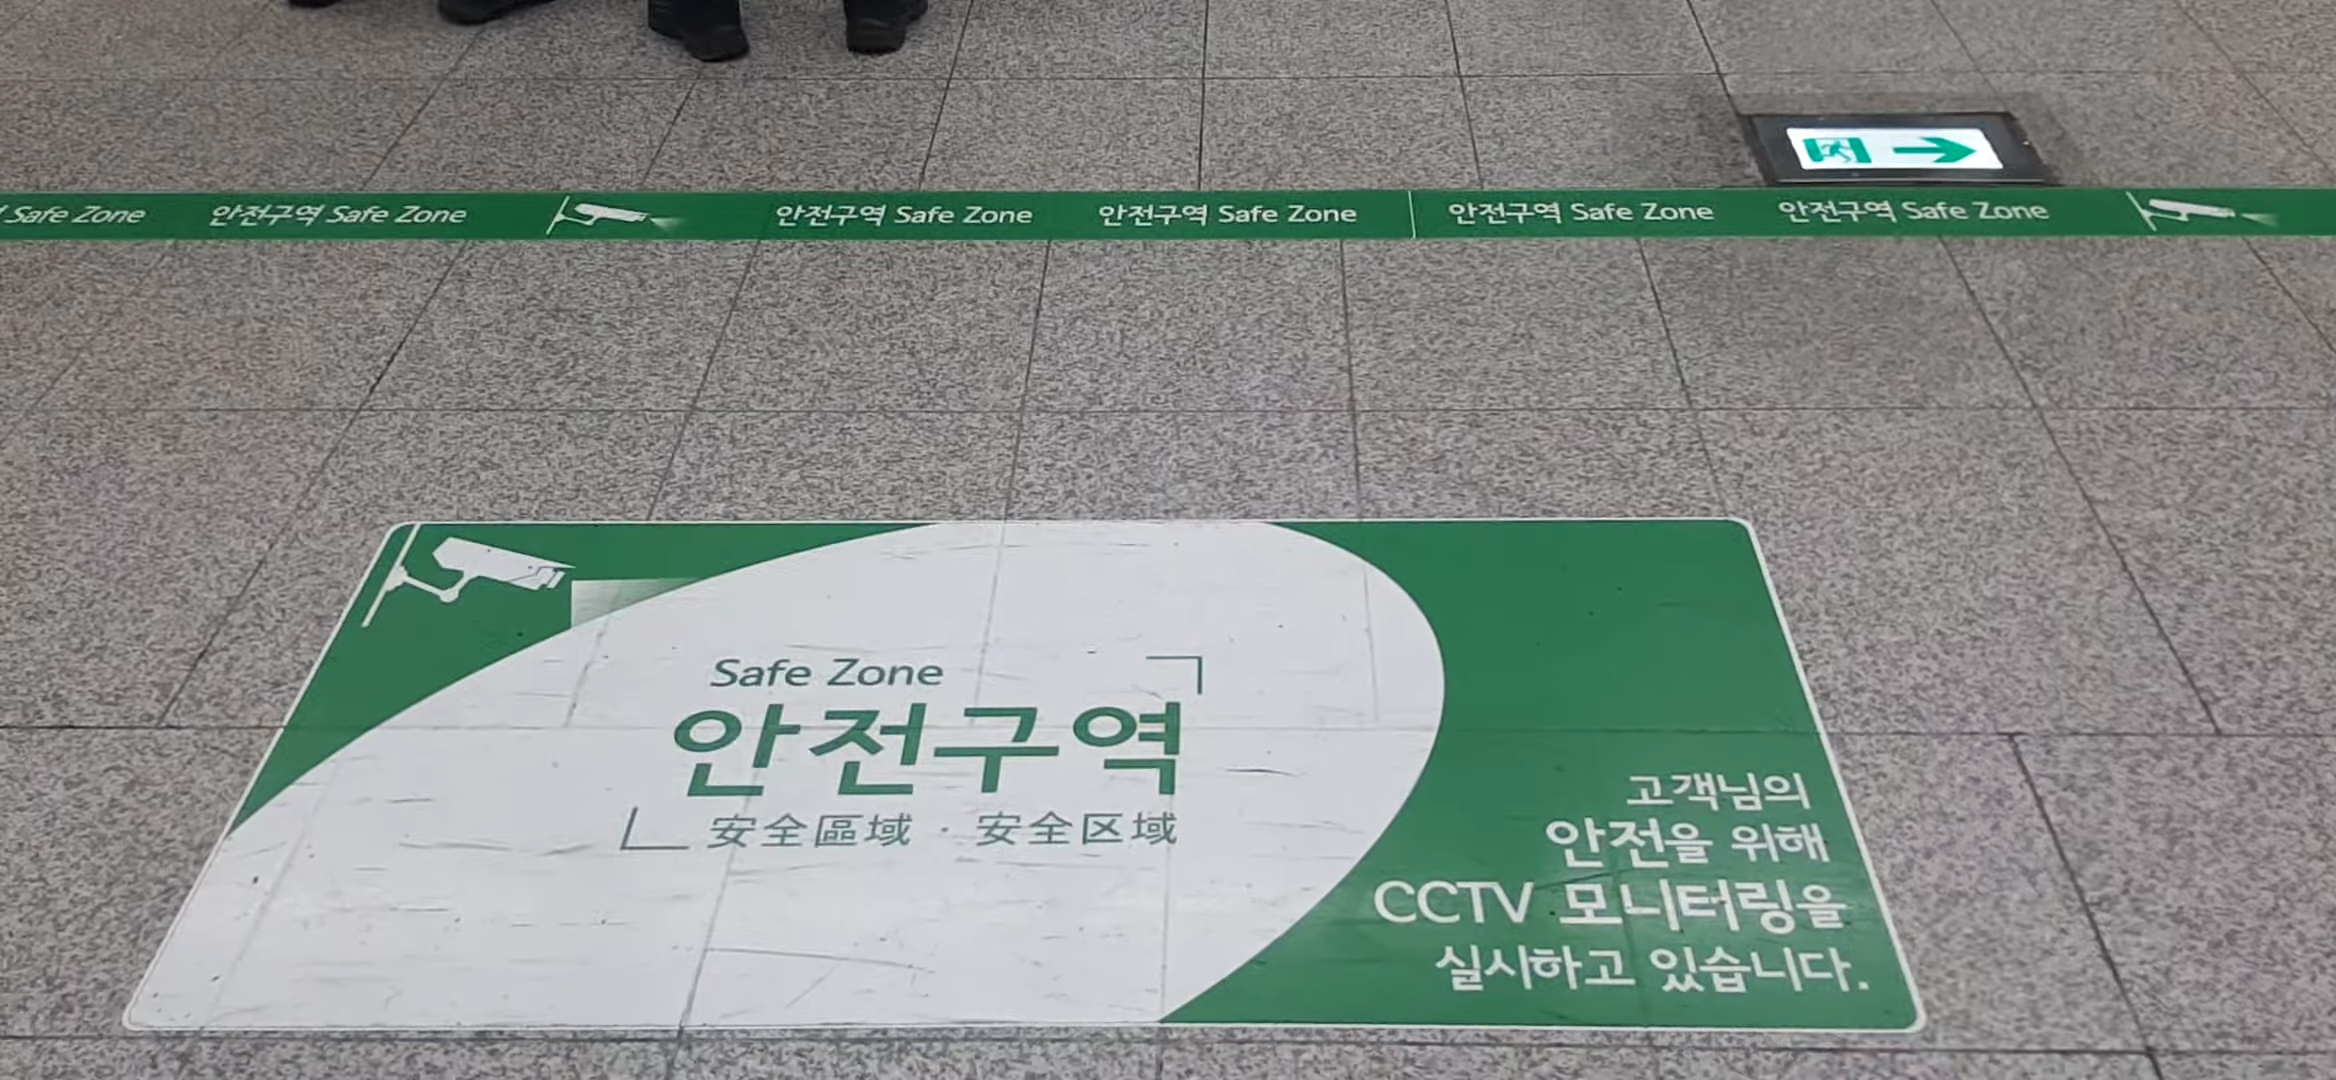 Safe Zone 안전구역 Safe Zone 안전구역 Safe Zone 안전구역 Safe Zone 안전구역 Safe Zone 안전구역 Safe Zone
Safe Zone
안전구역
安全區域 · 安全区域
고객님의
안전을 위해
CCTV 모니터링을
실시하고 있습니다.